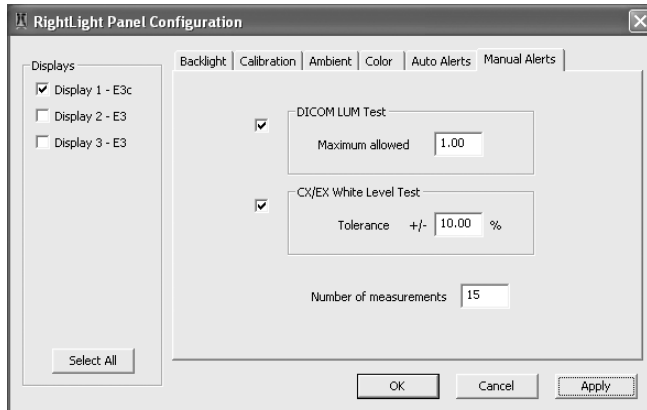 RightLight Panel Configuration
Displays
Display 1 - E3c
Display 2 - E3
Display 3 - E3
Select All
Backlight Calibration Ambient Color Auto Alerts Manual Alerts
DICOM LUM Test
Maximum allowed 1.00
CX/EX White Level Test
Tolerance +/- 10.00 %
Number of measurements 15
OK Cancel Apply